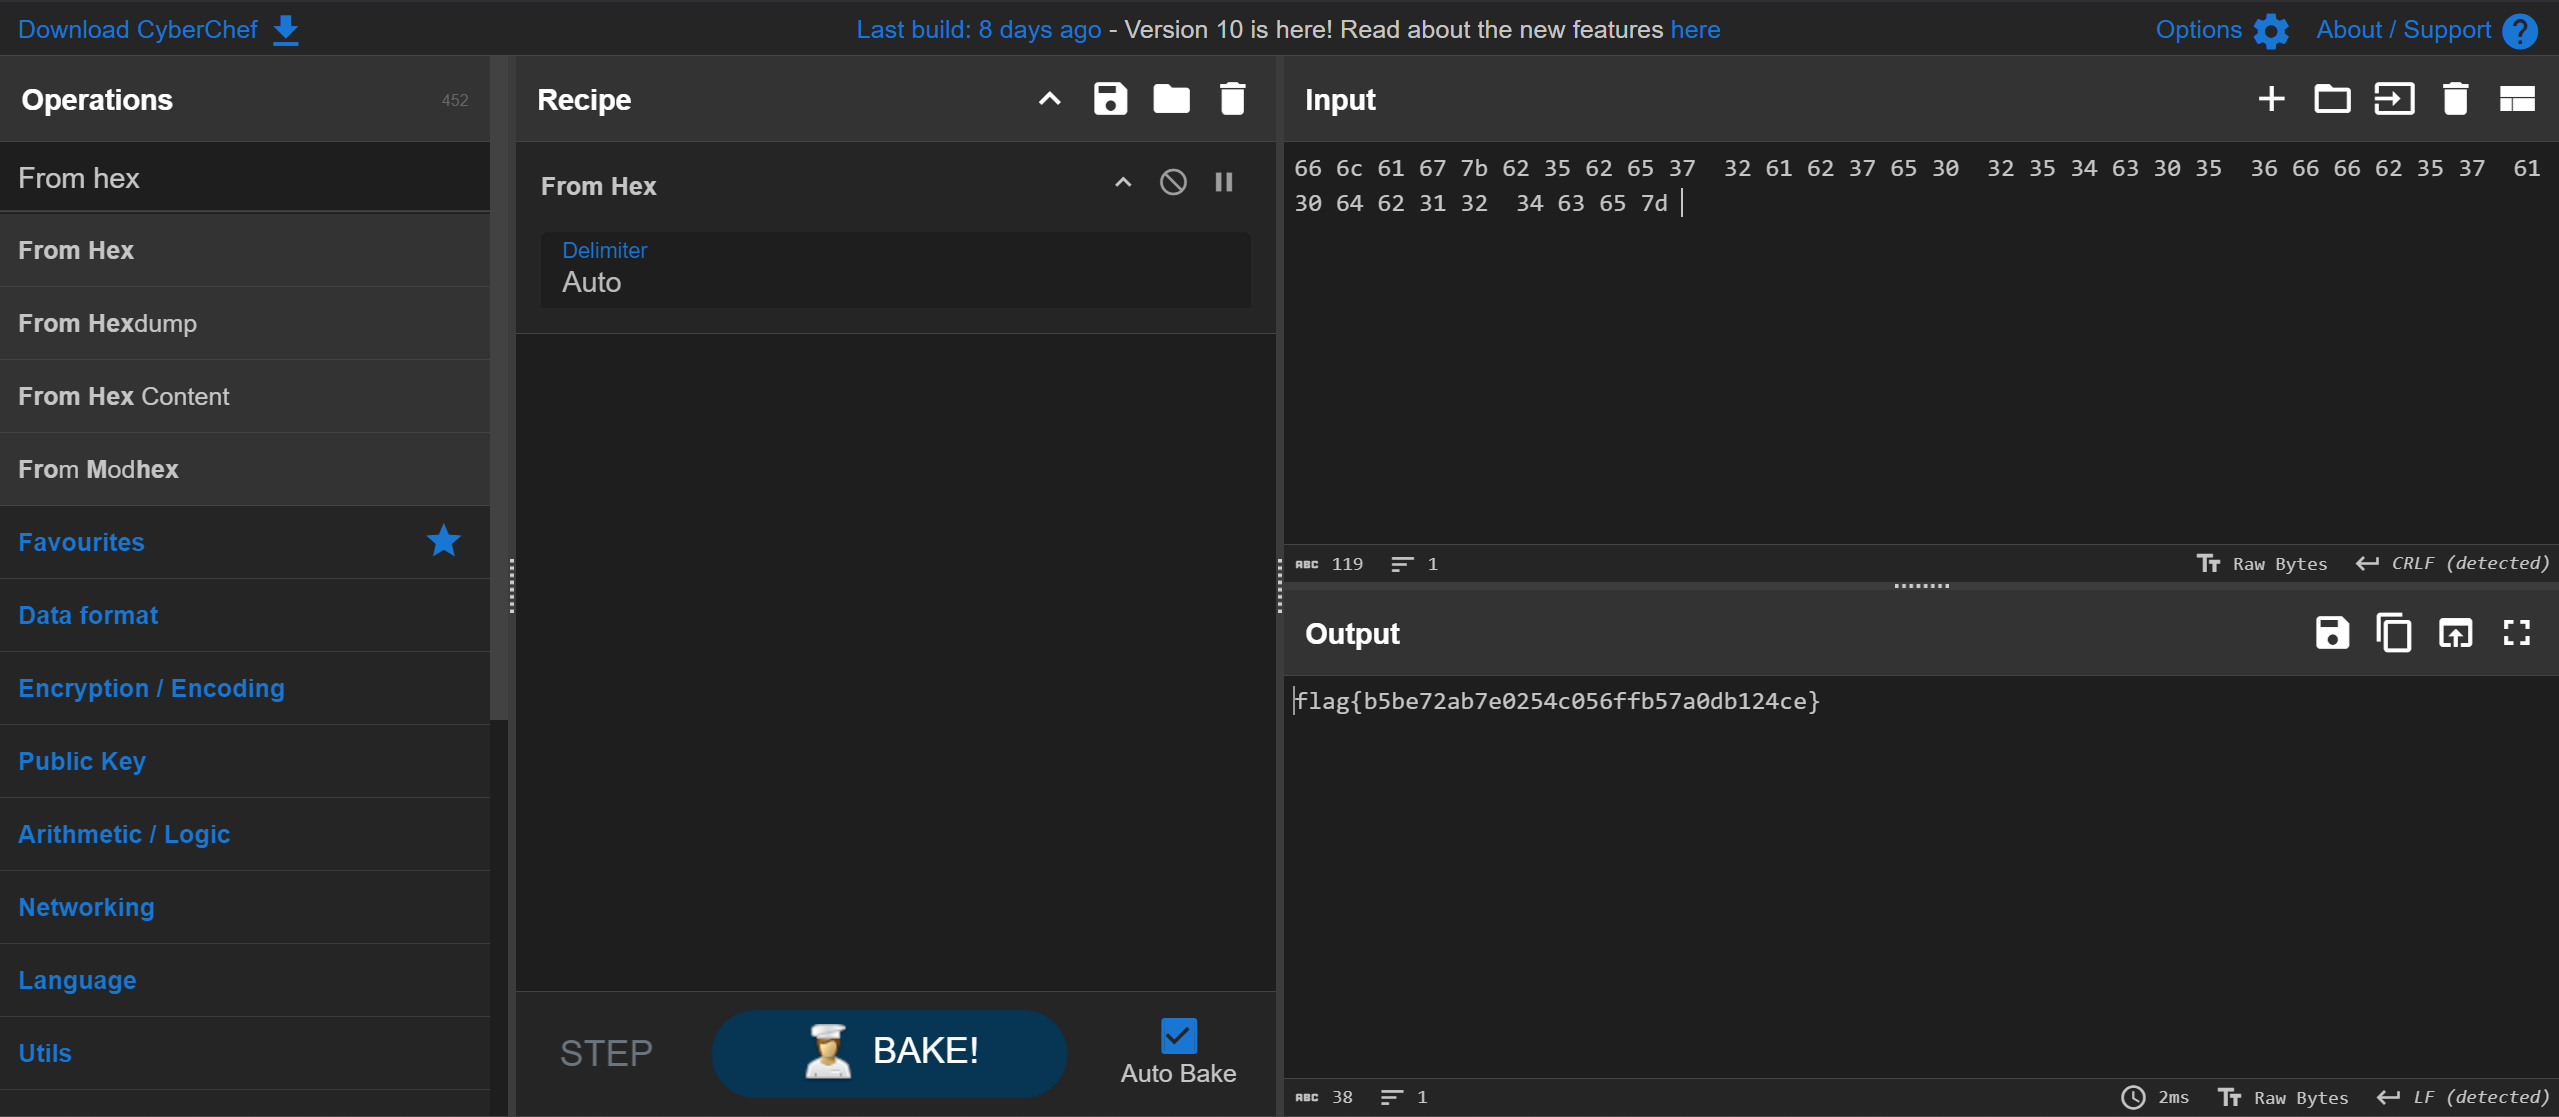 Download CyberChef
Last build: 8 days ago - Version 10 is here! Read about the new features here
Options
About / Support
Operations
452
From hex
From Hex
From Hexdump
From Hex Content
From Modhex
Favourites
Data format
Encryption / Encoding
Public Key
Arithmetic / Logic
Networking
Language
Utils
Recipe
From Hex
Delimiter
Auto
STEP
BAKE!
Auto Bake
Input
66 6c 61 67 7b 62 35 62 65 37  32 61 62 37 65 30  32 35 34 63 30 35  36 66 66 62 35 37  61
30 64 62 31 32  34 63 65 7d
ABC 119 1
Raw Bytes CRLF (detected)
Output
flag{b5be72ab7e0254c056ffb57a0db124ce}
ABC 38 1
2ms Raw Bytes LF (detected)